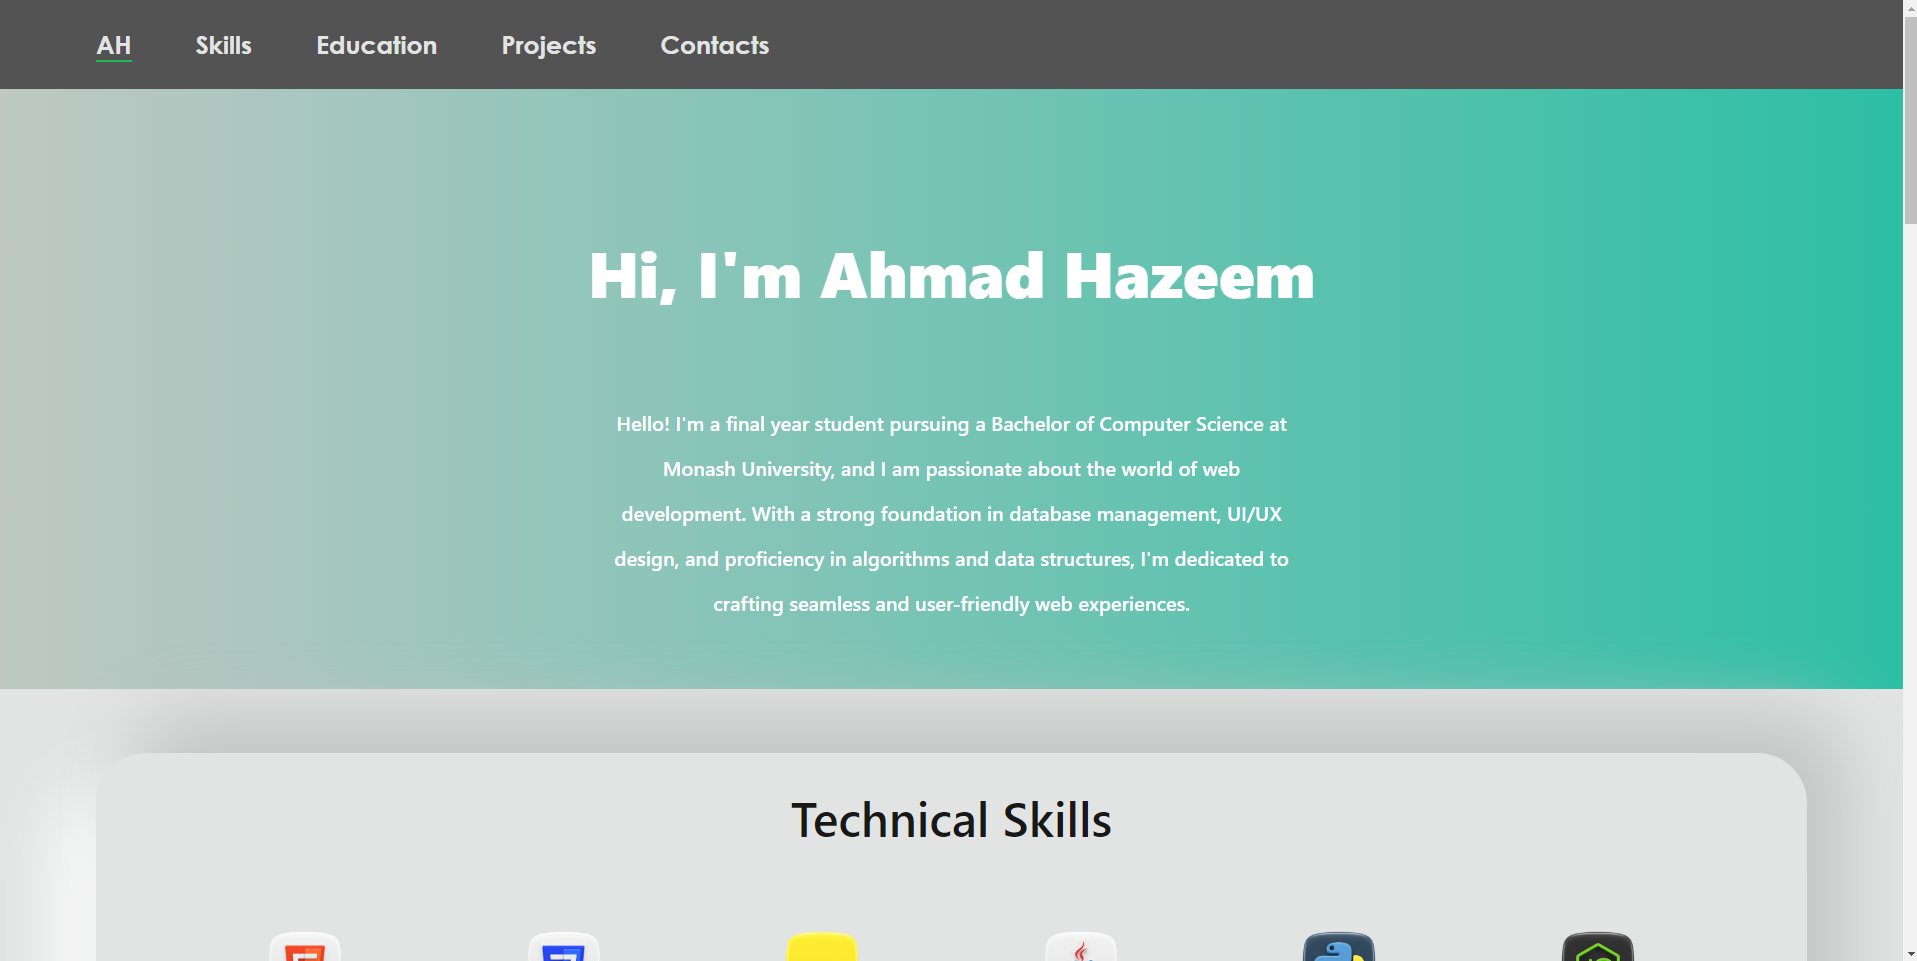 AH Skills Education Projects Contacts
Hi, I'm Ahmad Hazeem
Hello! I'm a final year student pursuing a Bachelor of Computer Science at
Monash University, and I am passionate about the world of web
development. With a strong foundation in database management, UI/UX
design, and proficiency in algorithms and data structures, I'm dedicated to
crafting seamless and user-friendly web experiences.
Technical Skills